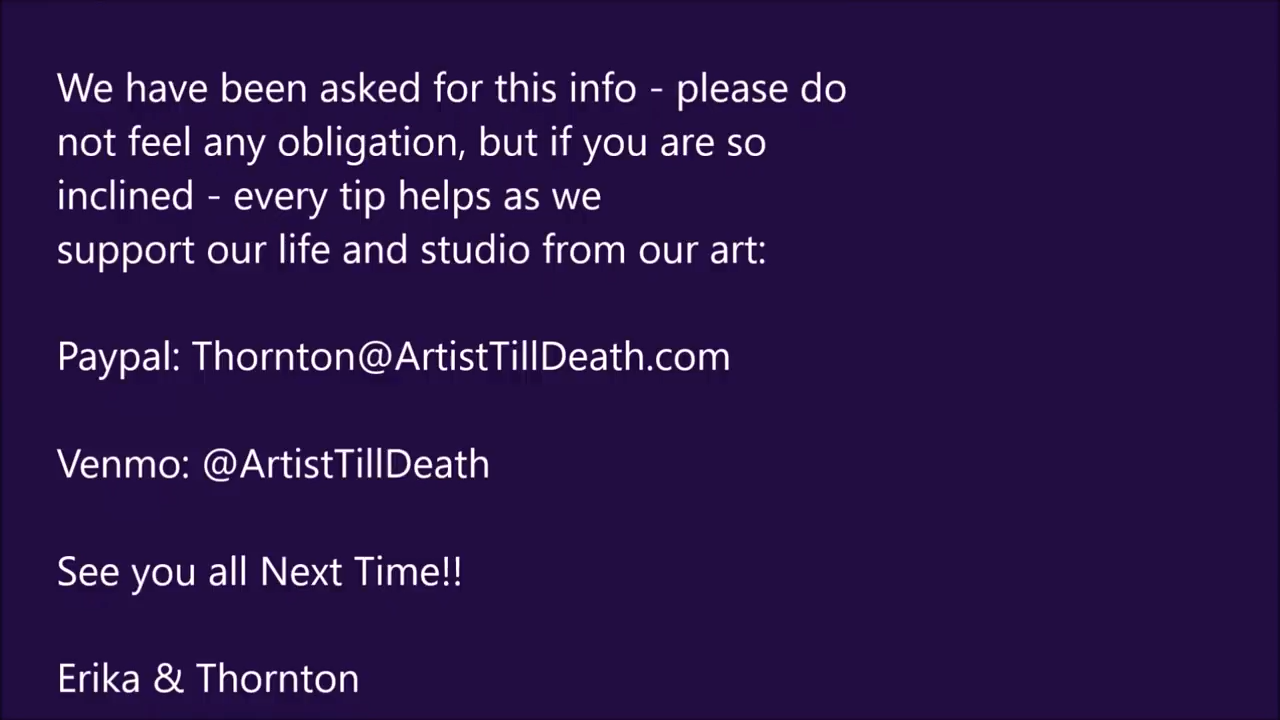 We have been asked for this info - please do
not feel any obligation, but if you are so
inclined - every tip helps as we
support our life and studio from our art:
Paypal: Thornton@ArtistTillDeath.com
Venmo: @ArtistTillDeath
See you all Next Time!!
Erika & Thornton